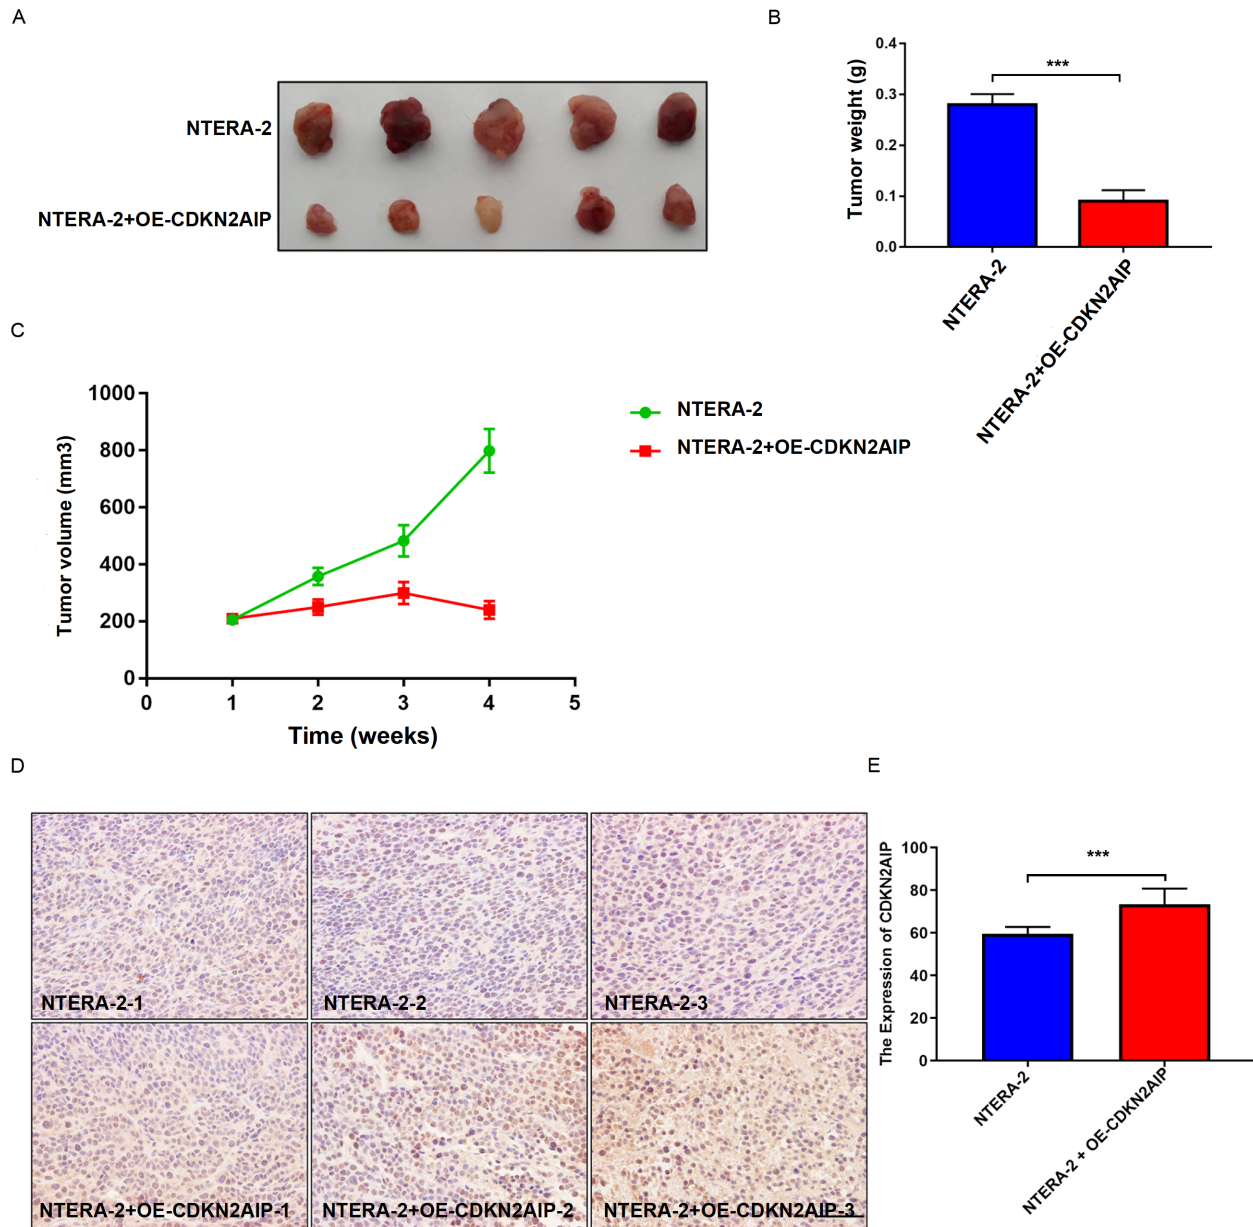 A
NTERA-2
NTERA-2+OE-CDKN2AIP
B
Tumor weight (g)
0.4
0.3
0.2
0.1
0.0
***
NTERA-2
NTERA-2+OE-CDKN2AIP
C
Tumor volume (mm3)
1000
800
600
400
200
0
0 1 2 3 4 5
Time (weeks)
NTERA-2
NTERA-2+OE-CDKN2AIP
D
NTERA-2-1
NTERA-2-2
NTERA-2-3
NTERA-2+OE-CDKN2AIP-1
NTERA-2+OE-CDKN2AIP-2
NTERA-2+OE-CDKN2AIP-3
E
The Expression of CDKN2AIP
100
80
60
40
20
0
***
NTERA-2
NTERA-2 + OE-CDKN2AIP